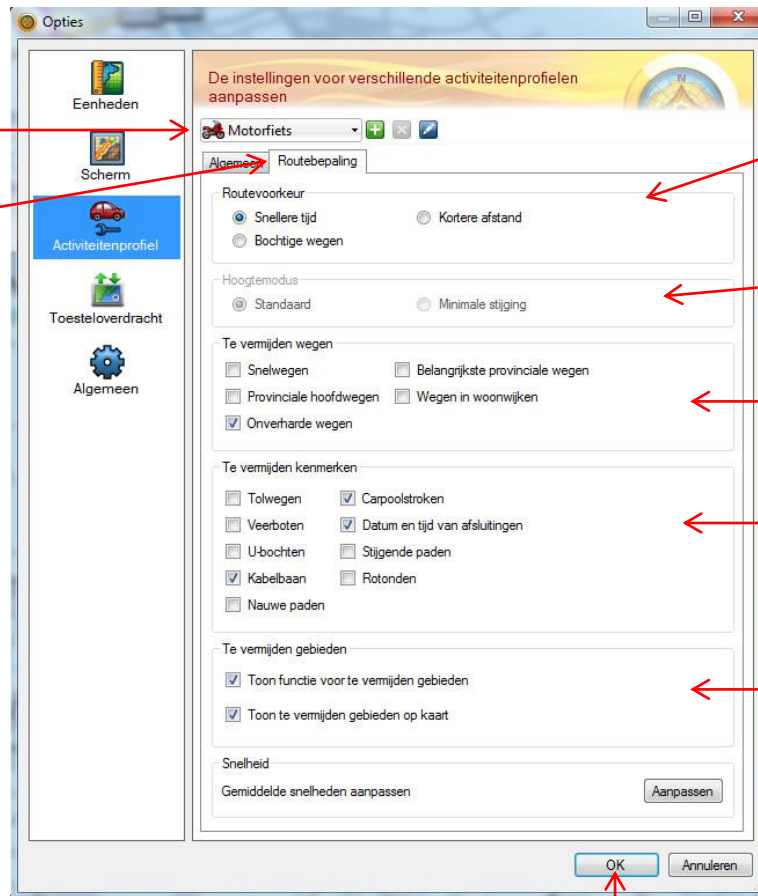 Opties
Eenheden
Scherm
Activiteitenprofiel
Toesteloverdracht
Algemeen
De instellingen voor verschillende activiteitenprofielen
aanpassen
Motorfiets
Algemeen Routebepaling
Routevoorkeur
Snellere tijd Kortere afstand
Bochtige wegen
Hoogtemodus
Standaard Minimale stijging
Te vermijden wegen
Snelwegen Belangrijkste provinciale wegen
Provinciale hoofdwegen Wegen in woonwijken
Onverharde wegen
Te vermijden kenmerken
Tolwegen Carpoolstroken
Veerboten Datum en tijd van afsluitingen
U-bochten Stijgende paden
Kabelbaan Rotonden
Nauwe paden
Te vermijden gebieden
Toon functie voor te vermijden gebieden
Toon te vermijden gebieden op kaart
Snelheid
Gemiddelde snelheden aanpassen Aanpassen
OK Annuleren